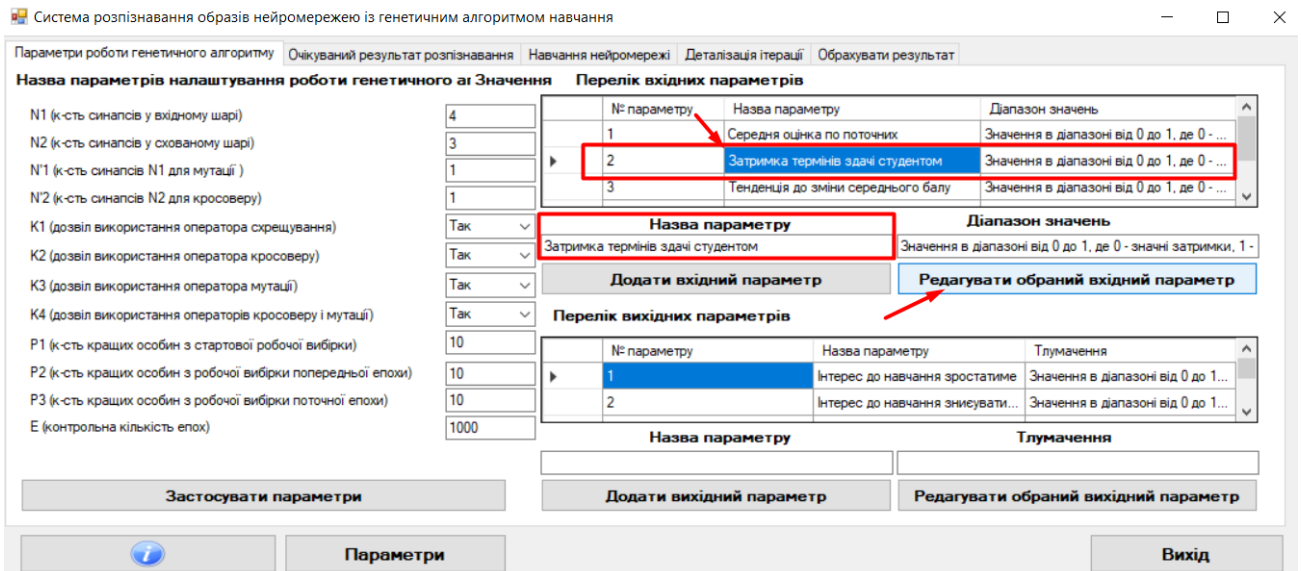 Система розпізнавання образів нейромережею із генетичним алгоритмом навчання
Параметри роботи генетичного алгоритму Очікуваний результат розпізнавання Навчання нейромережі Деталізація ітерації Обрахувати результат
Назва параметрів налаштування роботи генетичного аг Значення
N1 (к-сть синапсів у вхідному шарі) 4
N2 (к-сть синапсів у схованому шарі) 3
N'1 (к-сть синапсів N1 для мутації ) 1
N'2 (к-сть синапсів N2 для кросоверу) 1
K1 (дозвіл використання оператора схрещування) Так
K2 (дозвіл використання оператора кросоверу) Так
K3 (дозвіл використання оператора мутації) Так
K4 (дозвіл використання операторів кросоверу і мутації) Так
P1 (к-сть кращих особин з стартової робочої вибірки) 10
P2 (к-сть кращих особин з робочої вибірки попередньої епохи) 10
P3 (к-сть кращих особин з робочої вибірки поточної епохи) 10
E (контрольна кількість епох) 1000
Застосувати параметри
Перелік вхідних параметрів
№ параметру Назва параметру Діапазон значень
1 Середня оцінка по поточних Значення в діапазоні від 0 до 1, де 0 - ...
2 Затримка термінів здачі студентом Значення в діапазоні від 0 до 1, де 0 - ...
3 Тенденція до зміни середнього балу Значення в діапазоні від 0 до 1, де 0 - ...
Назва параметру Діапазон значень
Затримка термінів здачі студентом Значення в діапазоні від 0 до 1, де 0 - значні затримки, 1 -
Додати вхідний параметр Редагувати обраний вхідний параметр
Перелік вихідних параметрів
№ параметру Назва параметру Тлумачення
1 Інтерес до навчання зростатиме Значення в діапазоні від 0 до 1...
2 Інтерес до навчання знисувати... Значення в діапазоні від 0 до 1...
Назва параметру Тлумачення
Додати вихідний параметр Редагувати обраний вихідний параметр
Параметри Вихід